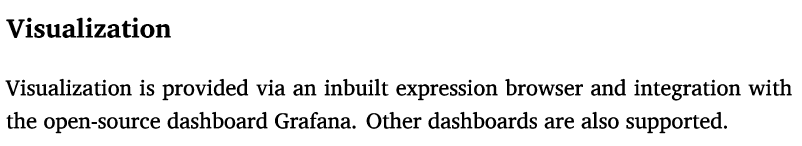 Visualization
Visualization is provided via an inbuilt expression browser and integration with
the open-source dashboard Grafana. Other dashboards are also supported.